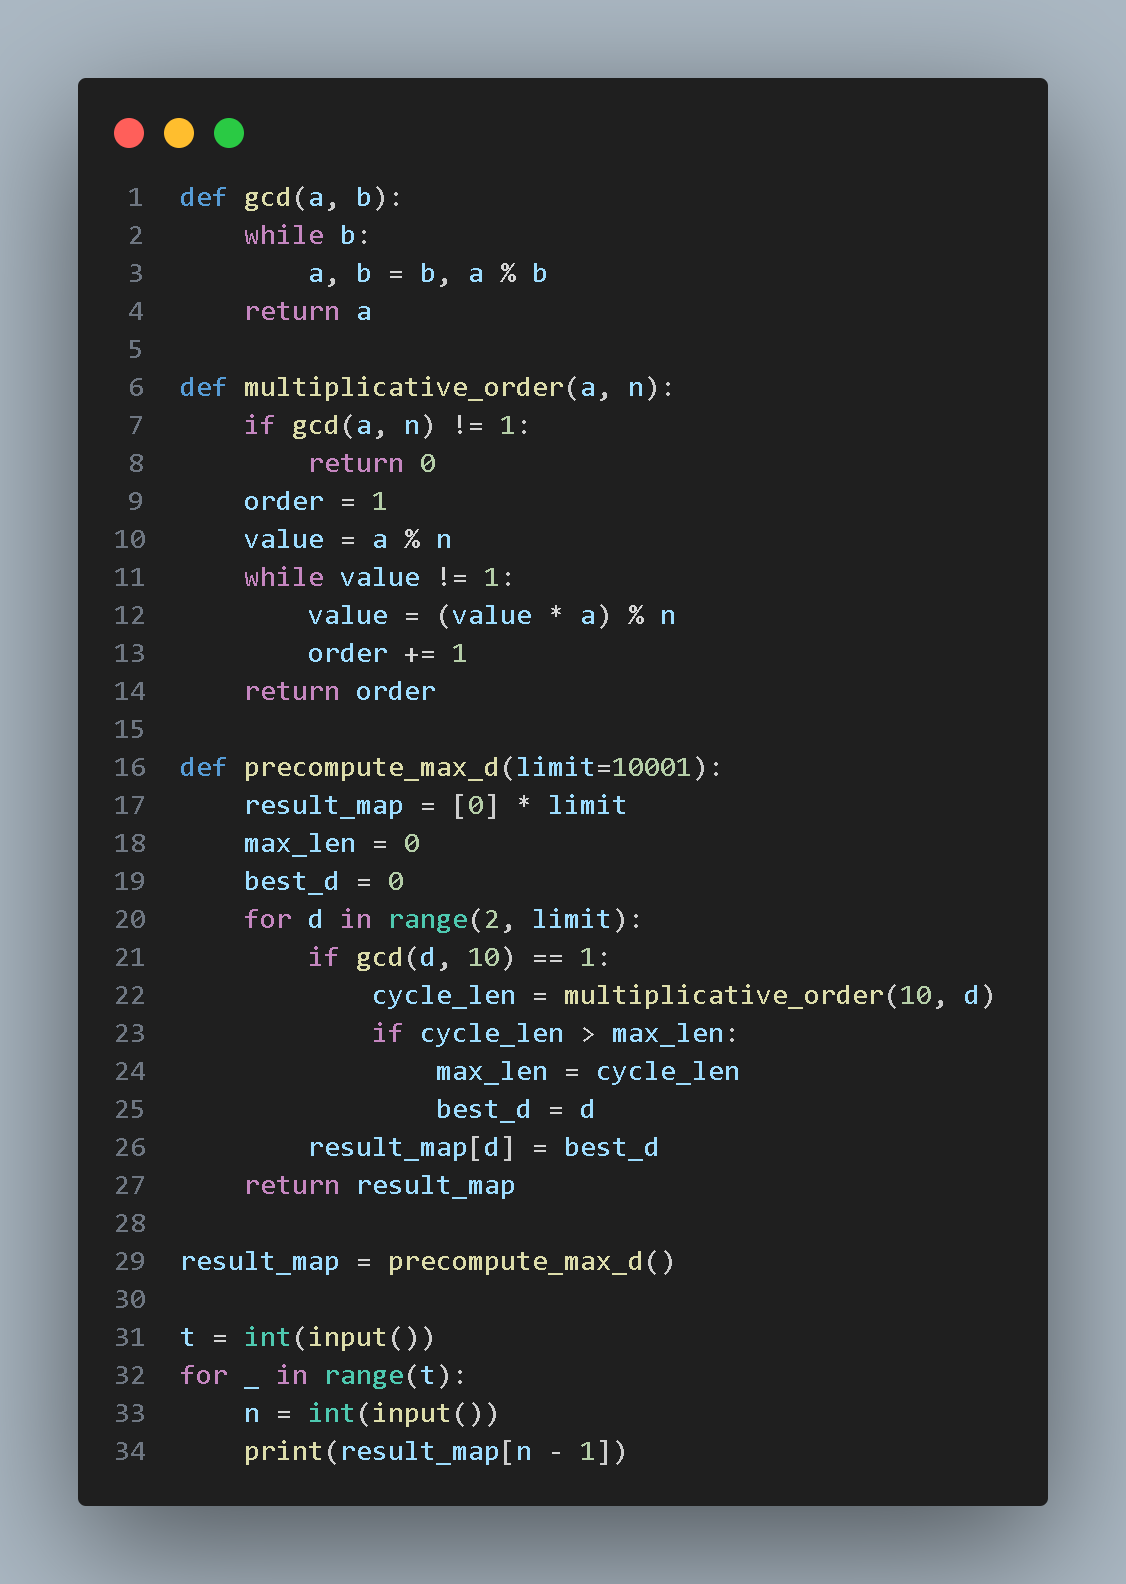 1 def gcd(a, b):
2     while b:
3         a, b = b, a % b
4     return a
5
6 def multiplicative_order(a, n):
7     if gcd(a, n) != 1:
8         return 0
9     order = 1
10     value = a % n
11     while value != 1:
12         value = (value * a) % n
13         order += 1
14     return order
15
16 def precompute_max_d(limit=10001):
17     result_map = [0] * limit
18     max_len = 0
19     best_d = 0
20     for d in range(2, limit):
21         if gcd(d, 10) == 1:
22             cycle_len = multiplicative_order(10, d)
23             if cycle_len > max_len:
24                 max_len = cycle_len
25                 best_d = d
26         result_map[d] = best_d
27     return result_map
28
29 result_map = precompute_max_d()
30
31 t = int(input())
32 for _ in range(t):
33     n = int(input())
34     print(result_map[n - 1])